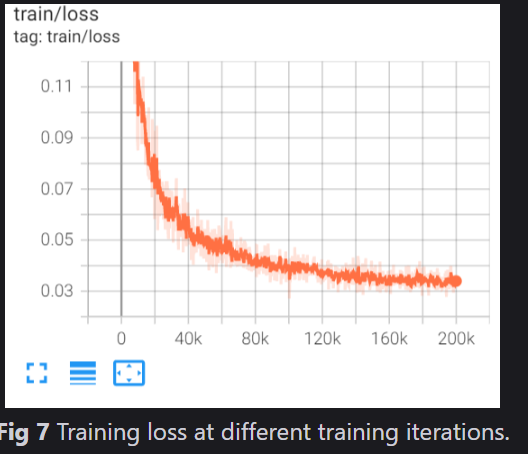 train/loss
tag: train/loss
0.11
0.09
0.07
0.05
0.03
0 40k 80k 120k 160k 200k
Fig 7 Training loss at different training iterations.